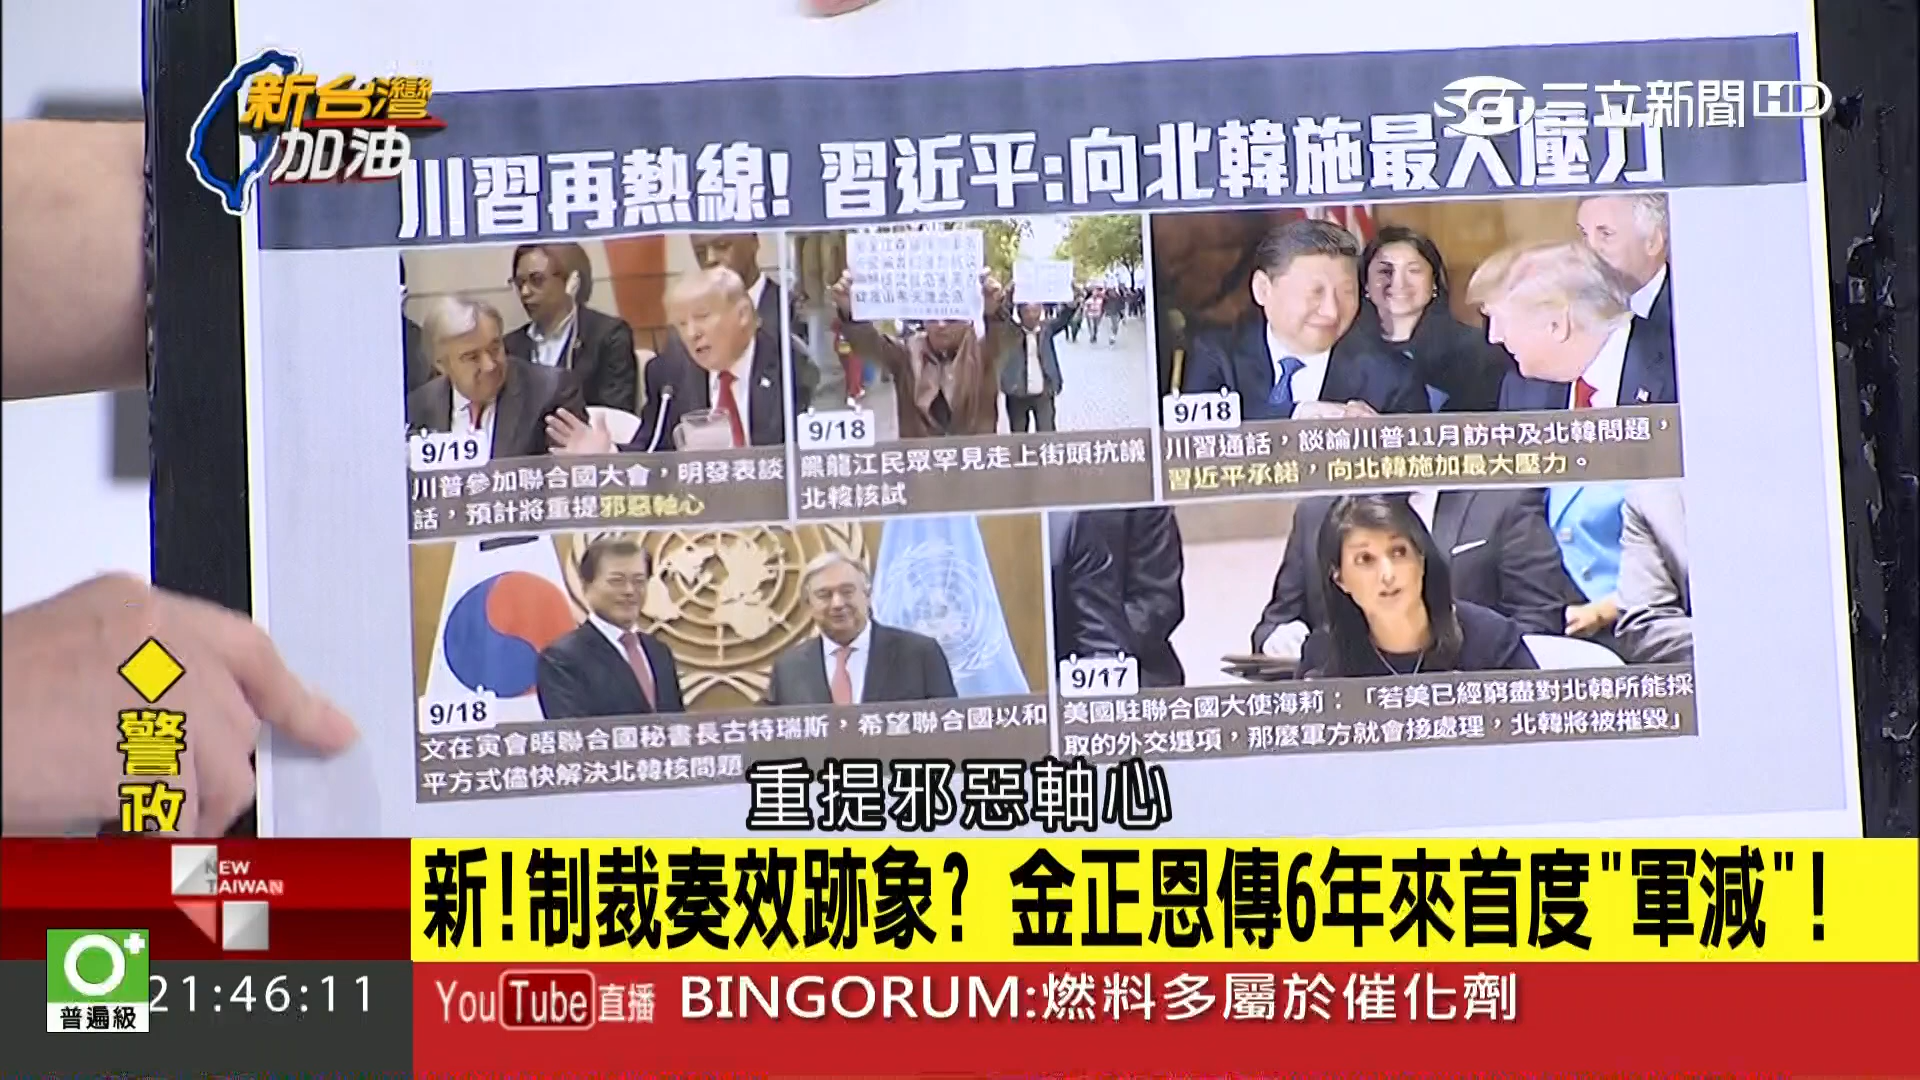 新台灣
加油
SET 三立新聞HD
川習再熱線! 習近平:向北韓施最大壓力
9/19
川普參加聯合國大會，明發表談
話，預計將重提邪惡軸心
9/18
黑龍江民眾罕見走上街頭抗議
北韓核試
9/18
川習通話，談論川普11月訪中及北韓問題，
習近平承諾，向北韓施加最大壓力。
9/18
文在寅會晤聯合國秘書長古特瑞斯，希望聯合國以和
平方式儘快解決北韓核問題
9/17
美國駐聯合國大使海莉：「若美已經窮盡對北韓所能採
取的外交選項，那麼軍方就會接處理，北韓將被摧毀」
重提邪惡軸心
◆警政
NEW
TAIWAN
新!制裁奏效跡象? 金正恩傳6年來首度"軍減"!
普遍級
21:46:11
YouTube直播 BINGORUM:燃料多屬於催化劑